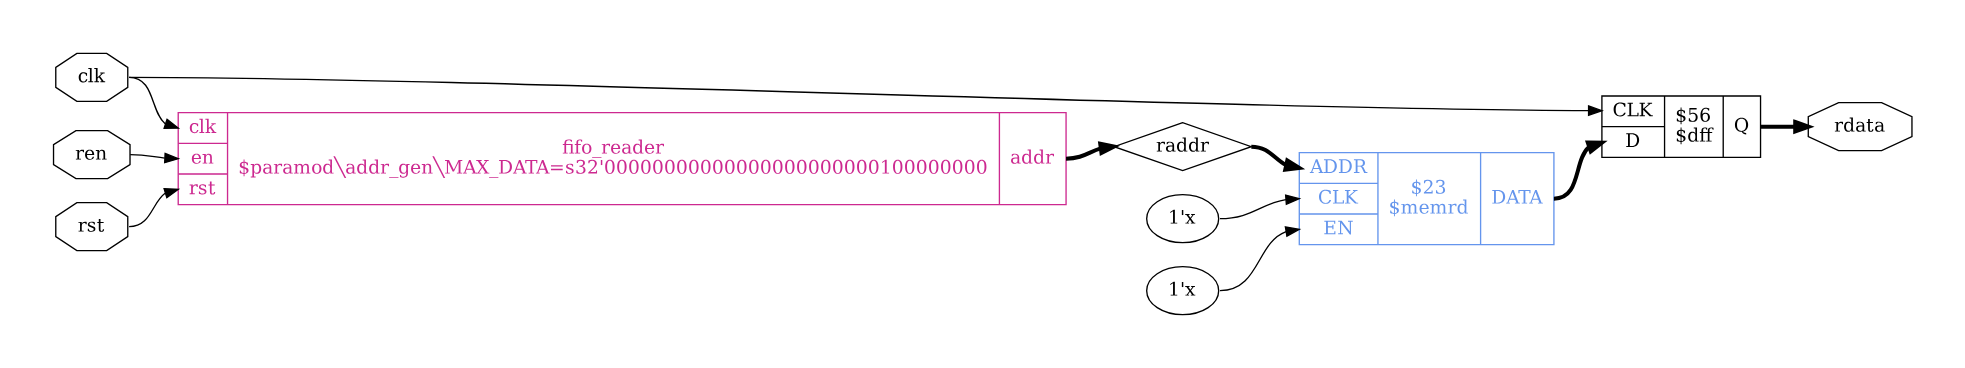 clk
ren
rst
clk
en
rst
fifo_reader
$paramod\addr_gen\MAX_DATA=s32'00000000000000000000000100000000
addr
raddr
1'x
1'x
ADDR
CLK
EN
$23
$memrd
DATA
CLK
D
$56
$dff
Q
rdata